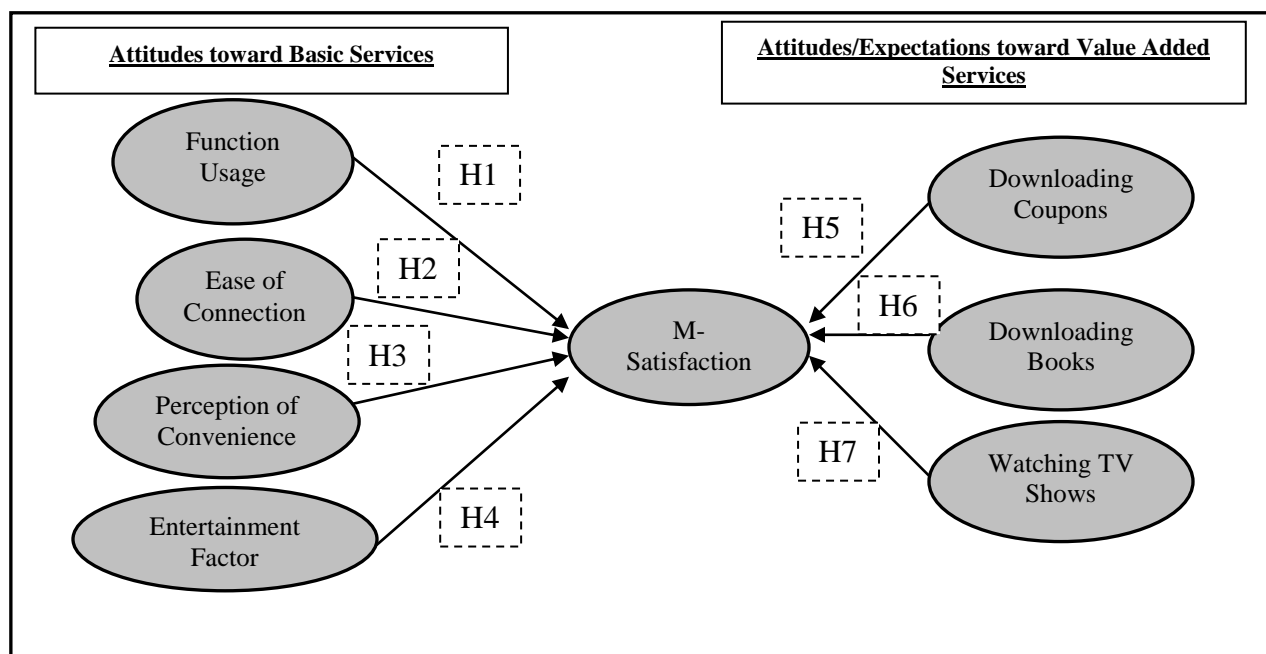 Attitudes toward Basic Services
Attitudes/Expectations toward Value Added
Services
Function
Usage
H1
Ease of
Connection
H2
Perception of
Convenience
H3
Entertainment
Factor
H4
M-
Satisfaction
Downloading
Coupons
H5
Downloading
Books
H6
Watching TV
Shows
H7